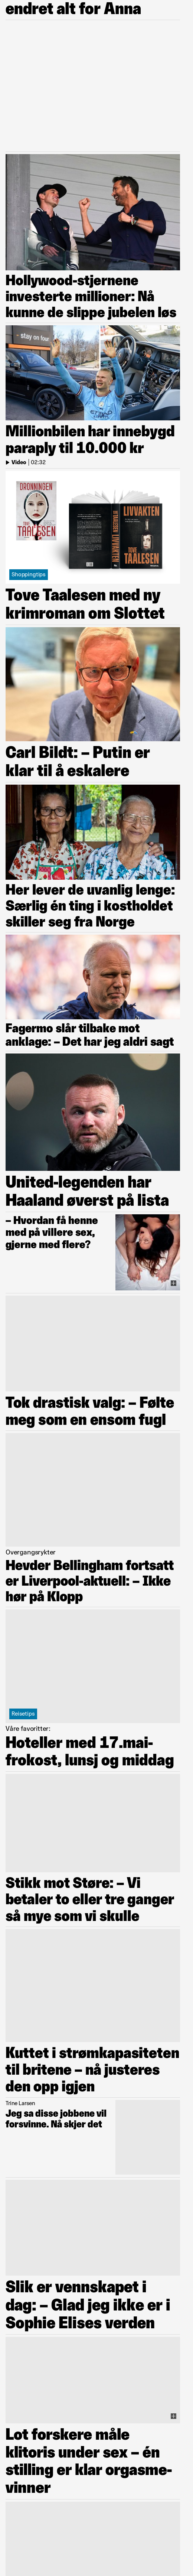 endret alt for Anna
Hollywood-stjernene
investerte millioner: Nå
kunne de slippe jubelen løs
- stay on four
Millionbilen har innebygd
paraply til 10.000 kr
Video | 02:32
DRONNINGEN
TOVE
TAALESEN
LIVVAKTEN
TOVE
TAALESEN
Shoppingtips
Tove Taalesen med ny
krimroman om Slottet
Carl Bildt: – Putin er
klar til å eskalere
Her lever de uvanlig lenge:
Særlig én ting i kostholdet
skiller seg fra Norge
Fagermo slår tilbake mot
anklage: – Det har jeg aldri sagt
United-legenden har
Haaland øverst på lista
– Hvordan få henne
med på villere sex,
gjerne med flere?
Tok drastisk valg: – Følte
meg som en ensom fugl
Overgangsrykter
Hevder Bellingham fortsatt
er Liverpool-aktuell: – Ikke
hør på Klopp
Reisetips
Våre favoritter:
Hoteller med 17.mai-
frokost, lunsj og middag
Stikk mot Støre: – Vi
betaler to eller tre ganger
så mye som vi skulle
Kuttet i strømkapasiteten
til britene – nå justeres
den opp igjen
Trine Larsen
Jeg sa disse jobbene vil
forsvinne. Nå skjer det
Slik er vennskapet i
dag: – Glad jeg ikke er i
Sophie Elises verden
Lot forskere måle
klitoris under sex – én
stilling er klar orgasme-
vinner